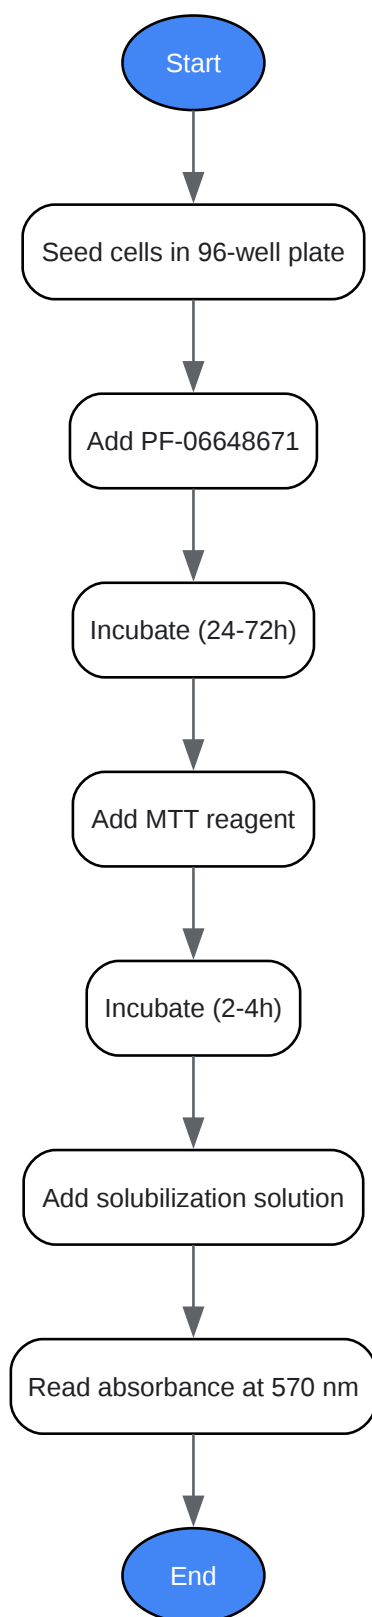 Start
Seed cells in 96-well plate
Add PF-06648671
Incubate (24-72h)
Add MTT reagent
Incubate (2-4h)
Add solubilization solution
Read absorbance at 570 nm
End